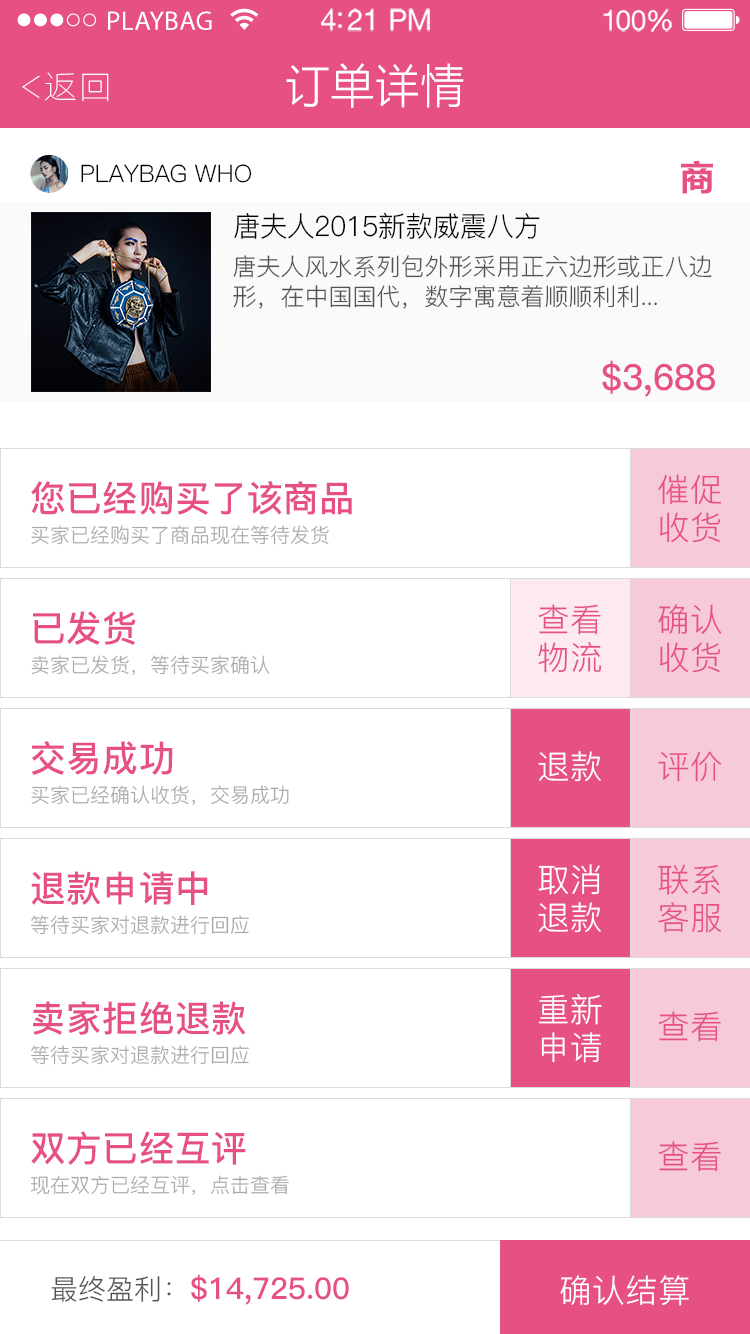 PLAYBAG 4:21 PM 100%
<返回 订单详情
PLAYBAG WHO 商
唐夫人2015新款威震八方
唐夫人风水系列包外形采用正六边形或正八边
形，在中国国代，数字寓意着顺顺利利...
$3,688
您已经购买了该商品
买家已经购买了商品现在等待发货
催促
收货
已发货
卖家已发货，等待买家确认
查看
物流
确认
收货
交易成功
买家已经确认收货，交易成功
退款
评价
退款申请中
等待买家对退款进行回应
取消
退款
联系
客服
卖家拒绝退款
等待买家对退款进行回应
重新
申请
查看
双方已经互评
现在双方已经互评，点击查看
查看
最终盈利：$14,725.00
确认结算